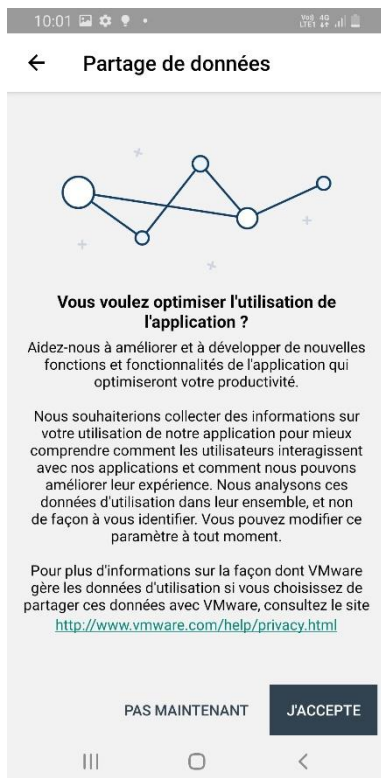 10:01
Vo)) 4G
LTE1
Partage de données
Vous voulez optimiser l'utilisation de
l'application ?
Aidez-nous à améliorer et à développer de nouvelles
fonctions et fonctionnalités de l'application qui
optimiseront votre productivité.
Nous souhaiterions collecter des informations sur
votre utilisation de notre application pour mieux
comprendre comment les utilisateurs interagissent
avec nos applications et comment nous pouvons
améliorer leur expérience. Nous analysons ces
données d'utilisation dans leur ensemble, et non
de façon à vous identifier. Vous pouvez modifier ce
paramètre à tout moment.
Pour plus d'informations sur la façon dont VMware
gère les données d'utilisation si vous choisissez de
partager ces données avec VMware, consultez le site
http://www.vmware.com/help/privacy.html
PAS MAINTENANT
J'ACCEPTE